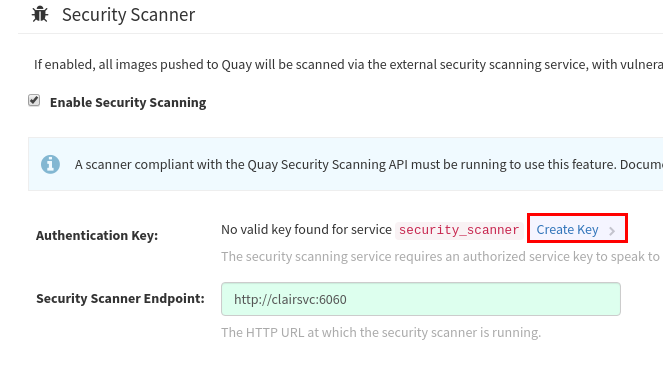 Security Scanner
If enabled, all images pushed to Quay will be scanned via the external security scanning service, with vulnera
Enable Security Scanning
A scanner compliant with the Quay Security Scanning API must be running to use this feature. Docume
Authentication Key: No valid key found for service security_scanner Create Key >
The security scanning service requires an authorized service key to speak to
Security Scanner Endpoint: http://clairsvc:6060
The HTTP URL at which the security scanner is running.